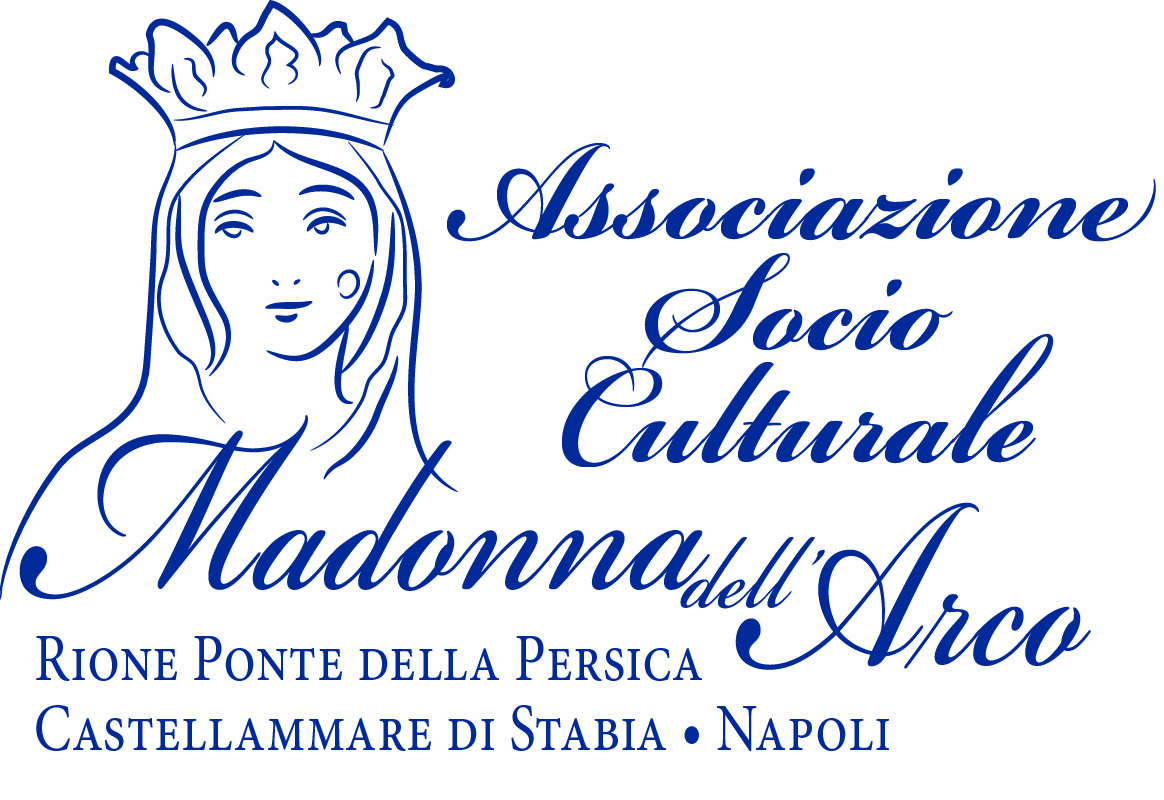 Associazione
Socio
Culturale
Madonna dell'Arco
Rione Ponte della Persica
Castellammare di Stabia • Napoli